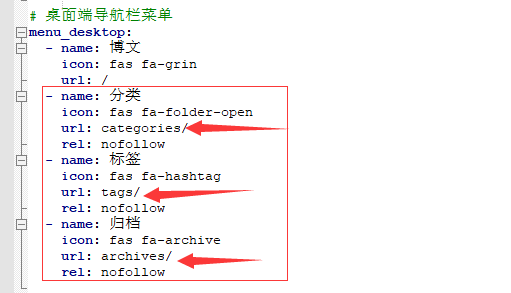 # 桌面端导航栏菜单
menu_desktop:
  - name: 博文
    icon: fas fa-grin
    url: /
  - name: 分类
    icon: fas fa-folder-open
    url: categories/
    rel: nofollow
  - name: 标签
    icon: fas fa-hashtag
    url: tags/
    rel: nofollow
  - name: 归档
    icon: fas fa-archive
    url: archives/
    rel: nofollow